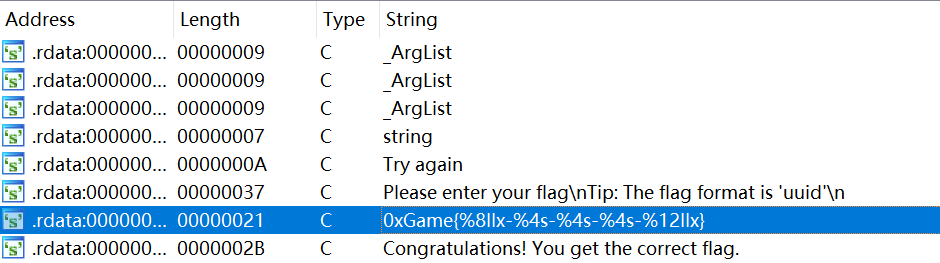 Address Length Type String
's' .rdata:000000... 00000009 C _ArgList
's' .rdata:000000... 00000009 C _ArgList
's' .rdata:000000... 00000009 C _ArgList
's' .rdata:000000... 00000007 C string
's' .rdata:000000... 0000000A C Try again
's' .rdata:000000... 00000037 C Please enter your flag\nTip: The flag format is 'uuid'\n
's' .rdata:000000... 00000021 C 0xGame{%8llx-%4s-%4s-%4s-%12llx}
's' .rdata:000000... 0000002B C Congratulations! You get the correct flag.